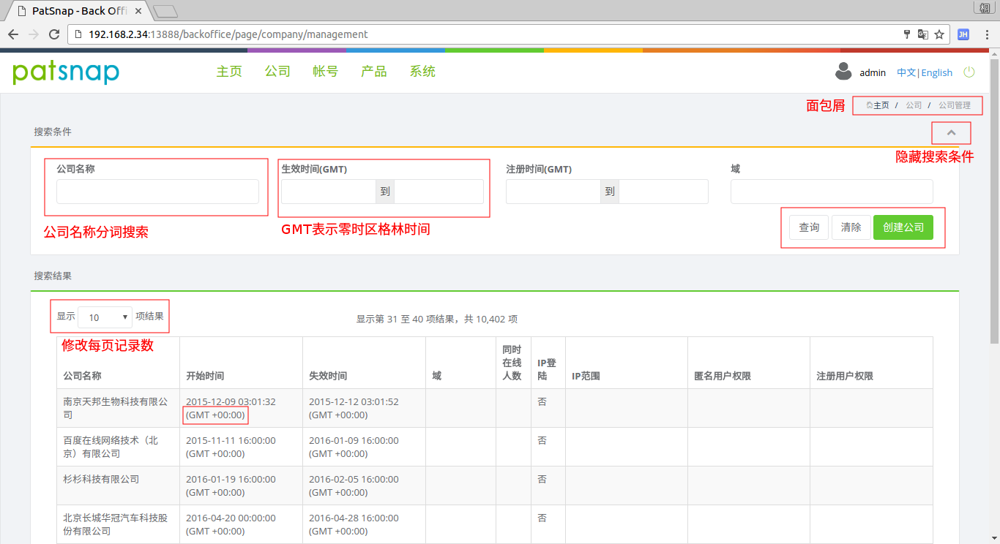 PatSnap - Back Offi
192.168.2.34:13888/backoffice/page/company/management
JH
patsnap
主页 公司 帐号 产品 系统
admin 中文|English
面包屑 主页 / 公司 / 公司管理
搜索条件
隐藏搜索条件
公司名称 生效时间(GMT) 注册时间(GMT) 域
到 到
公司名称分词搜索 GMT表示零时区格林时间
查询 清除 创建公司
搜索结果
显示 10 项结果 显示第 31 至 40 项结果，共 10,402 项
修改每页记录数
公司名称 开始时间 失效时间 域 同时在线人数 IP登陆 IP范围 匿名用户权限 注册用户权限
南京天邦生物科技有限公 2015-12-09 03:01:32 2015-12-12 03:01:52 否
司 (GMT +00:00) (GMT +00:00)
百度在线网络技术（北 2015-11-11 16:00:00 2016-01-09 16:00:00 否
京）有限公司 (GMT +00:00) (GMT +00:00)
杉杉科技有限公司 2016-01-19 16:00:00 2016-02-05 16:00:00 否
(GMT +00:00) (GMT +00:00)
北京长城华冠汽车科技股 2016-04-20 00:00:00 2016-04-28 16:00:00 否
份有限公司 (GMT +00:00) (GMT +00:00)